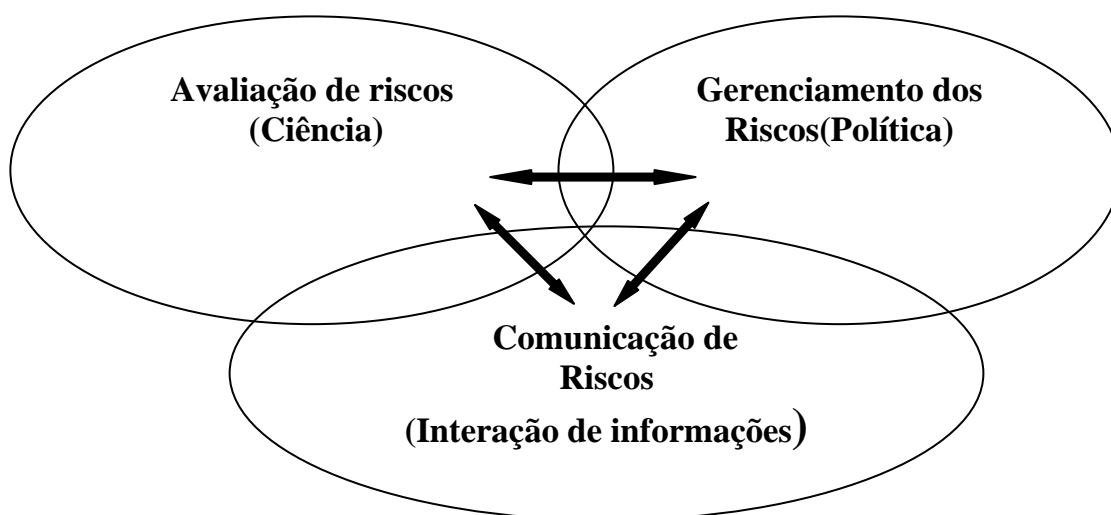 Avaliação de riscos
(Ciência)
Gerenciamento dos
Riscos(Política)
Comunicação de
Riscos
(Interação de informações)